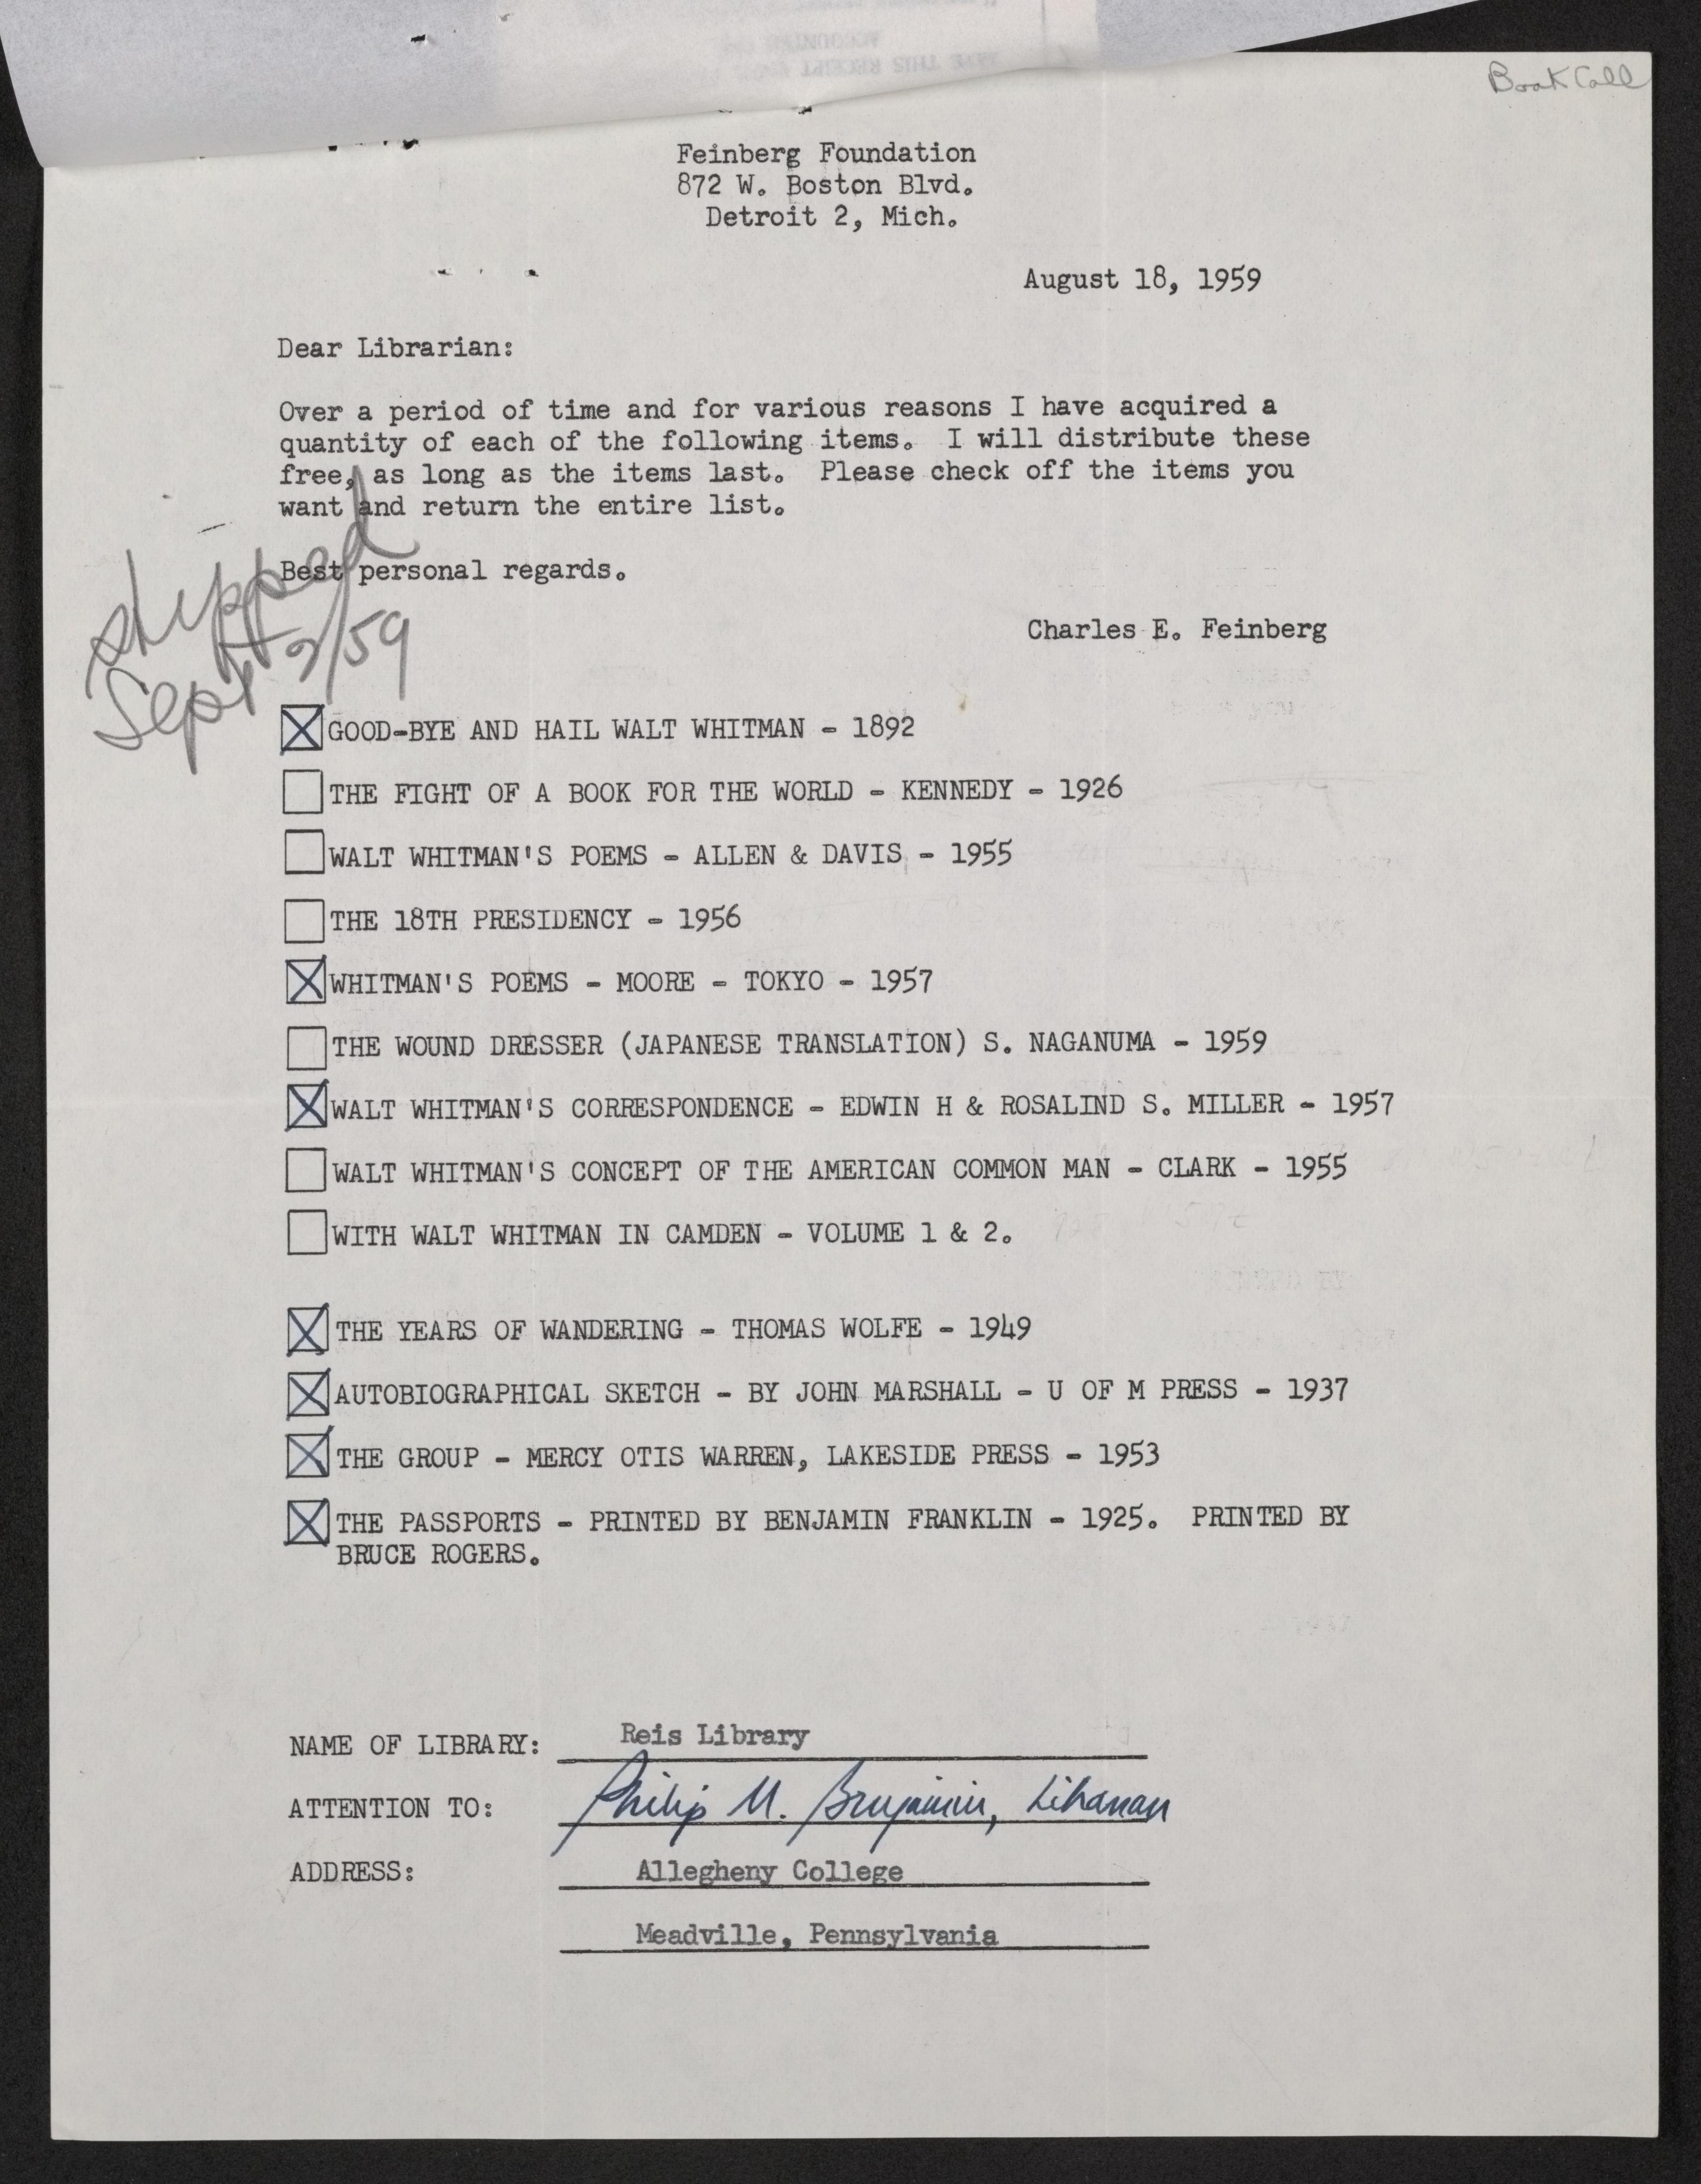 Book Coll
Feinberg Foundation
872 W. Boston Blvd.
Detroit 2, Mich.
August 18, 1959
Dear Librarian:
Over a period of time and for various reasons I have acquired a
quantity of each of the following items. I will distribute these
free, as long as the items last. Please check off the items you
want and return the entire list.
Best personal regards.
Charles E. Feinberg
shipped
Sept 2/59
GOOD-BYE AND HAIL WALT WHITMAN - 1892
THE FIGHT OF A BOOK FOR THE WORLD - KENNEDY - 1926
WALT WHITMAN'S POEMS - ALLEN & DAVIS - 1955
THE 18TH PRESIDENCY - 1956
WHITMAN'S POEMS - MOORE - TOKYO - 1957
THE WOUND DRESSER (JAPANESE TRANSLATION) S. NAGANUMA - 1959
WALT WHITMAN'S CORRESPONDENCE - EDWIN H & ROSALIND S. MILLER - 1957
WALT WHITMAN'S CONCEPT OF THE AMERICAN COMMON MAN - CLARK - 1955
WITH WALT WHITMAN IN CAMDEN - VOLUME 1 & 2.
THE YEARS OF WANDERING - THOMAS WOLFE - 1949
AUTOBIOGRAPHICAL SKETCH - BY JOHN MARSHALL - U OF M PRESS - 1937
THE GROUP - MERCY OTIS WARREN, LAKESIDE PRESS - 1953
THE PASSPORTS - PRINTED BY BENJAMIN FRANKLIN - 1925. PRINTED BY
BRUCE ROGERS.
NAME OF LIBRARY: Reis Library
ATTENTION TO: Philip M. Benjamin, Librarian
ADDRESS: Allegheny College
Meadville, Pennsylvania